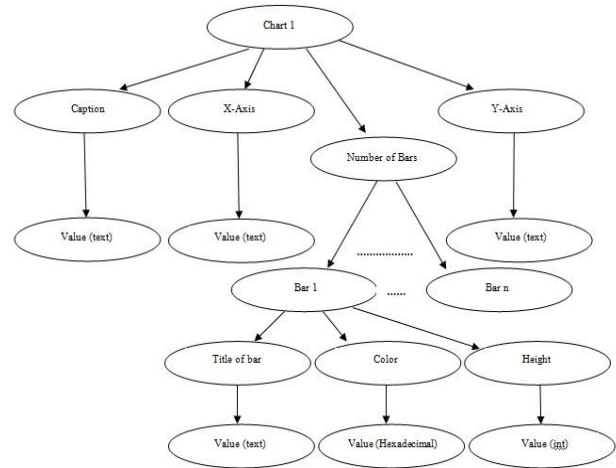 Chart 1
Caption
X-Axis
Y-Axis
Number of Bars
Value (text)
Value (text)
Value (text)
..................
Bar 1
......
Bar n
Title of bar
Color
Height
Value (text)
Value (Hexadecimal)
Value (int)